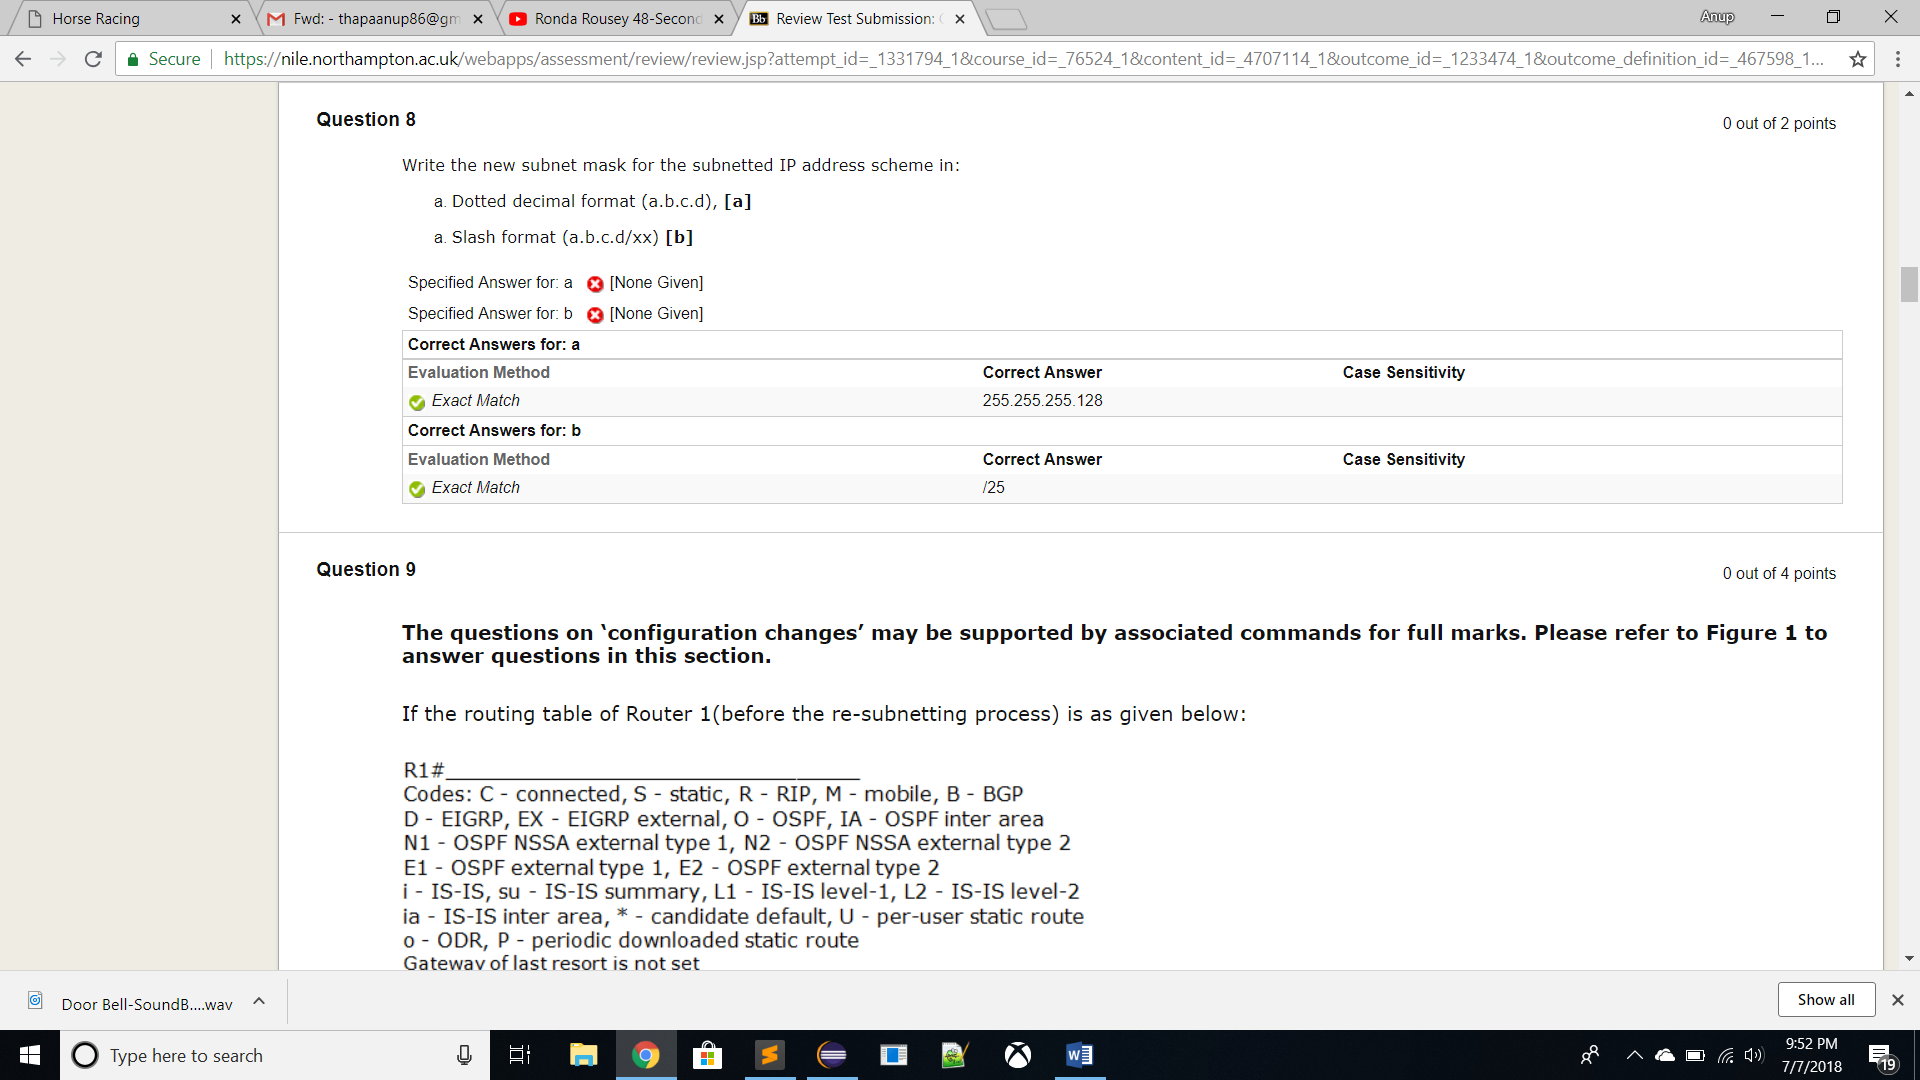 Horse Racing
Fwd: - thapaanup86@gm
Ronda Rousey 48-Second
Bb Review Test Submission:
Anup
Secure https://nile.northampton.ac.uk/webapps/assessment/review/review.jsp?attempt_id=_1331794_1&course_id=_76524_1&content_id=_4707114_1&outcome_id=_1233474_1&outcome_definition_id=_467598_1...
Question 8
0 out of 2 points
Write the new subnet mask for the subnetted IP address scheme in:
a. Dotted decimal format (a.b.c.d), [a]
a. Slash format (a.b.c.d/xx) [b]
Specified Answer for: a [None Given]
Specified Answer for: b [None Given]
Correct Answers for: a
Evaluation Method Correct Answer Case Sensitivity
Exact Match 255.255.255.128
Correct Answers for: b
Evaluation Method Correct Answer Case Sensitivity
Exact Match /25
Question 9
0 out of 4 points
The questions on ‘configuration changes’ may be supported by associated commands for full marks. Please refer to Figure 1 to
answer questions in this section.
If the routing table of Router 1(before the re-subnetting process) is as given below:
R1#___________________________________
Codes: C - connected, S - static, R - RIP, M - mobile, B - BGP
D - EIGRP, EX - EIGRP external, O - OSPF, IA - OSPF inter area
N1 - OSPF NSSA external type 1, N2 - OSPF NSSA external type 2
E1 - OSPF external type 1, E2 - OSPF external type 2
i - IS-IS, su - IS-IS summary, L1 - IS-IS level-1, L2 - IS-IS level-2
ia - IS-IS inter area, * - candidate default, U - per-user static route
o - ODR, P - periodic downloaded static route
Gateway of last resort is not set
Door Bell-SoundB....wav
Show all
Type here to search
9:52 PM
7/7/2018
19